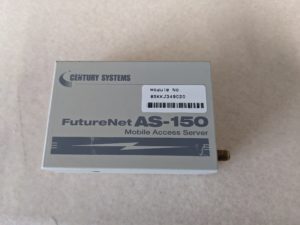 CENTURY SYSTEMS
Module No
FutureNet AS-150
Mobile Access Server